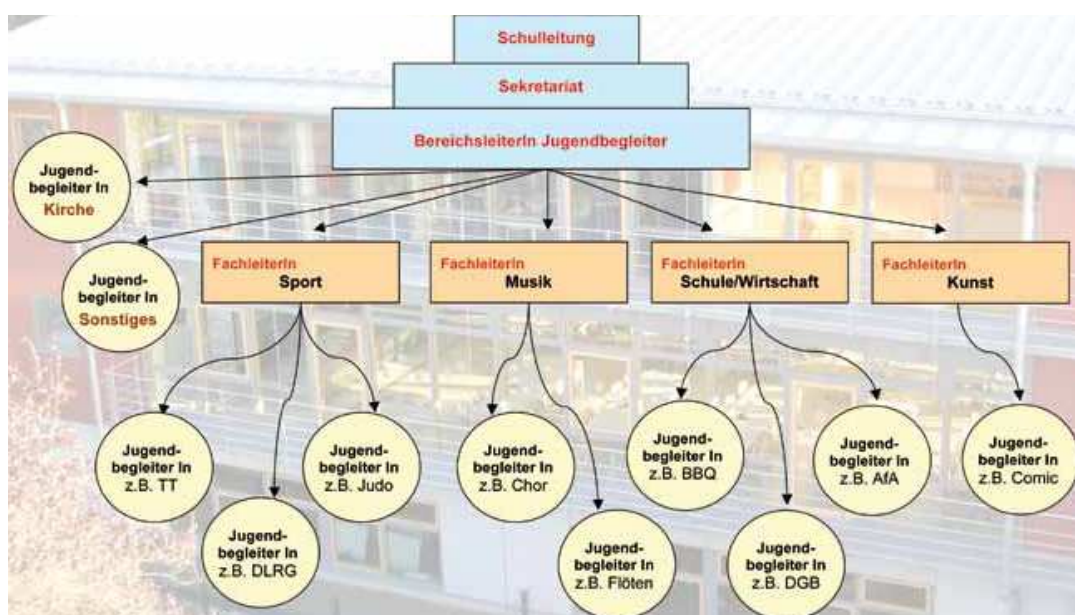 Schulleitung
Sekretariat
BereichsleiterIn Jugendbegleiter
Jugend-
begleiter In
Kirche
Jugend-
begleiter In
Sonstiges
FachleiterIn
Sport
FachleiterIn
Musik
FachleiterIn
Schule/Wirtschaft
FachleiterIn
Kunst
Jugend-
begleiter In
z.B. TT
Jugend-
begleiter In
z.B. DLRG
Jugend-
begleiter In
z.B. Judo
Jugend-
begleiter In
z.B. Chor
Jugend-
begleiter In
z.B. Flöten
Jugend-
begleiter In
z.B. BBQ
Jugend-
begleiter In
z.B. DGB
Jugend-
begleiter In
z.B. AfA
Jugend-
begleiter In
z.B. Comic